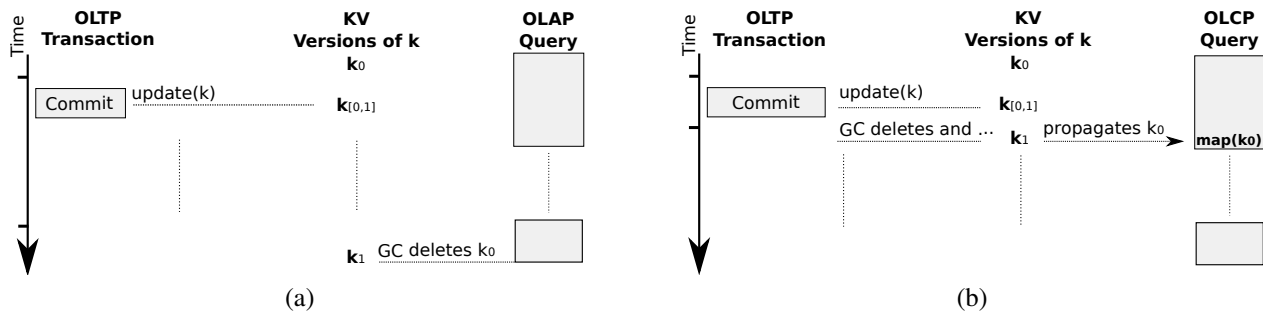 Time
OLTP
Transaction
KV
Versions of k
OLAP
Query
k0
Commit
update(k)
k[0,1]
k1
GC deletes k0
(a)
Time
OLTP
Transaction
KV
Versions of k
OLCP
Query
k0
Commit
update(k)
k[0,1]
GC deletes and ...
k1
propagates k0
map(k0)
(b)